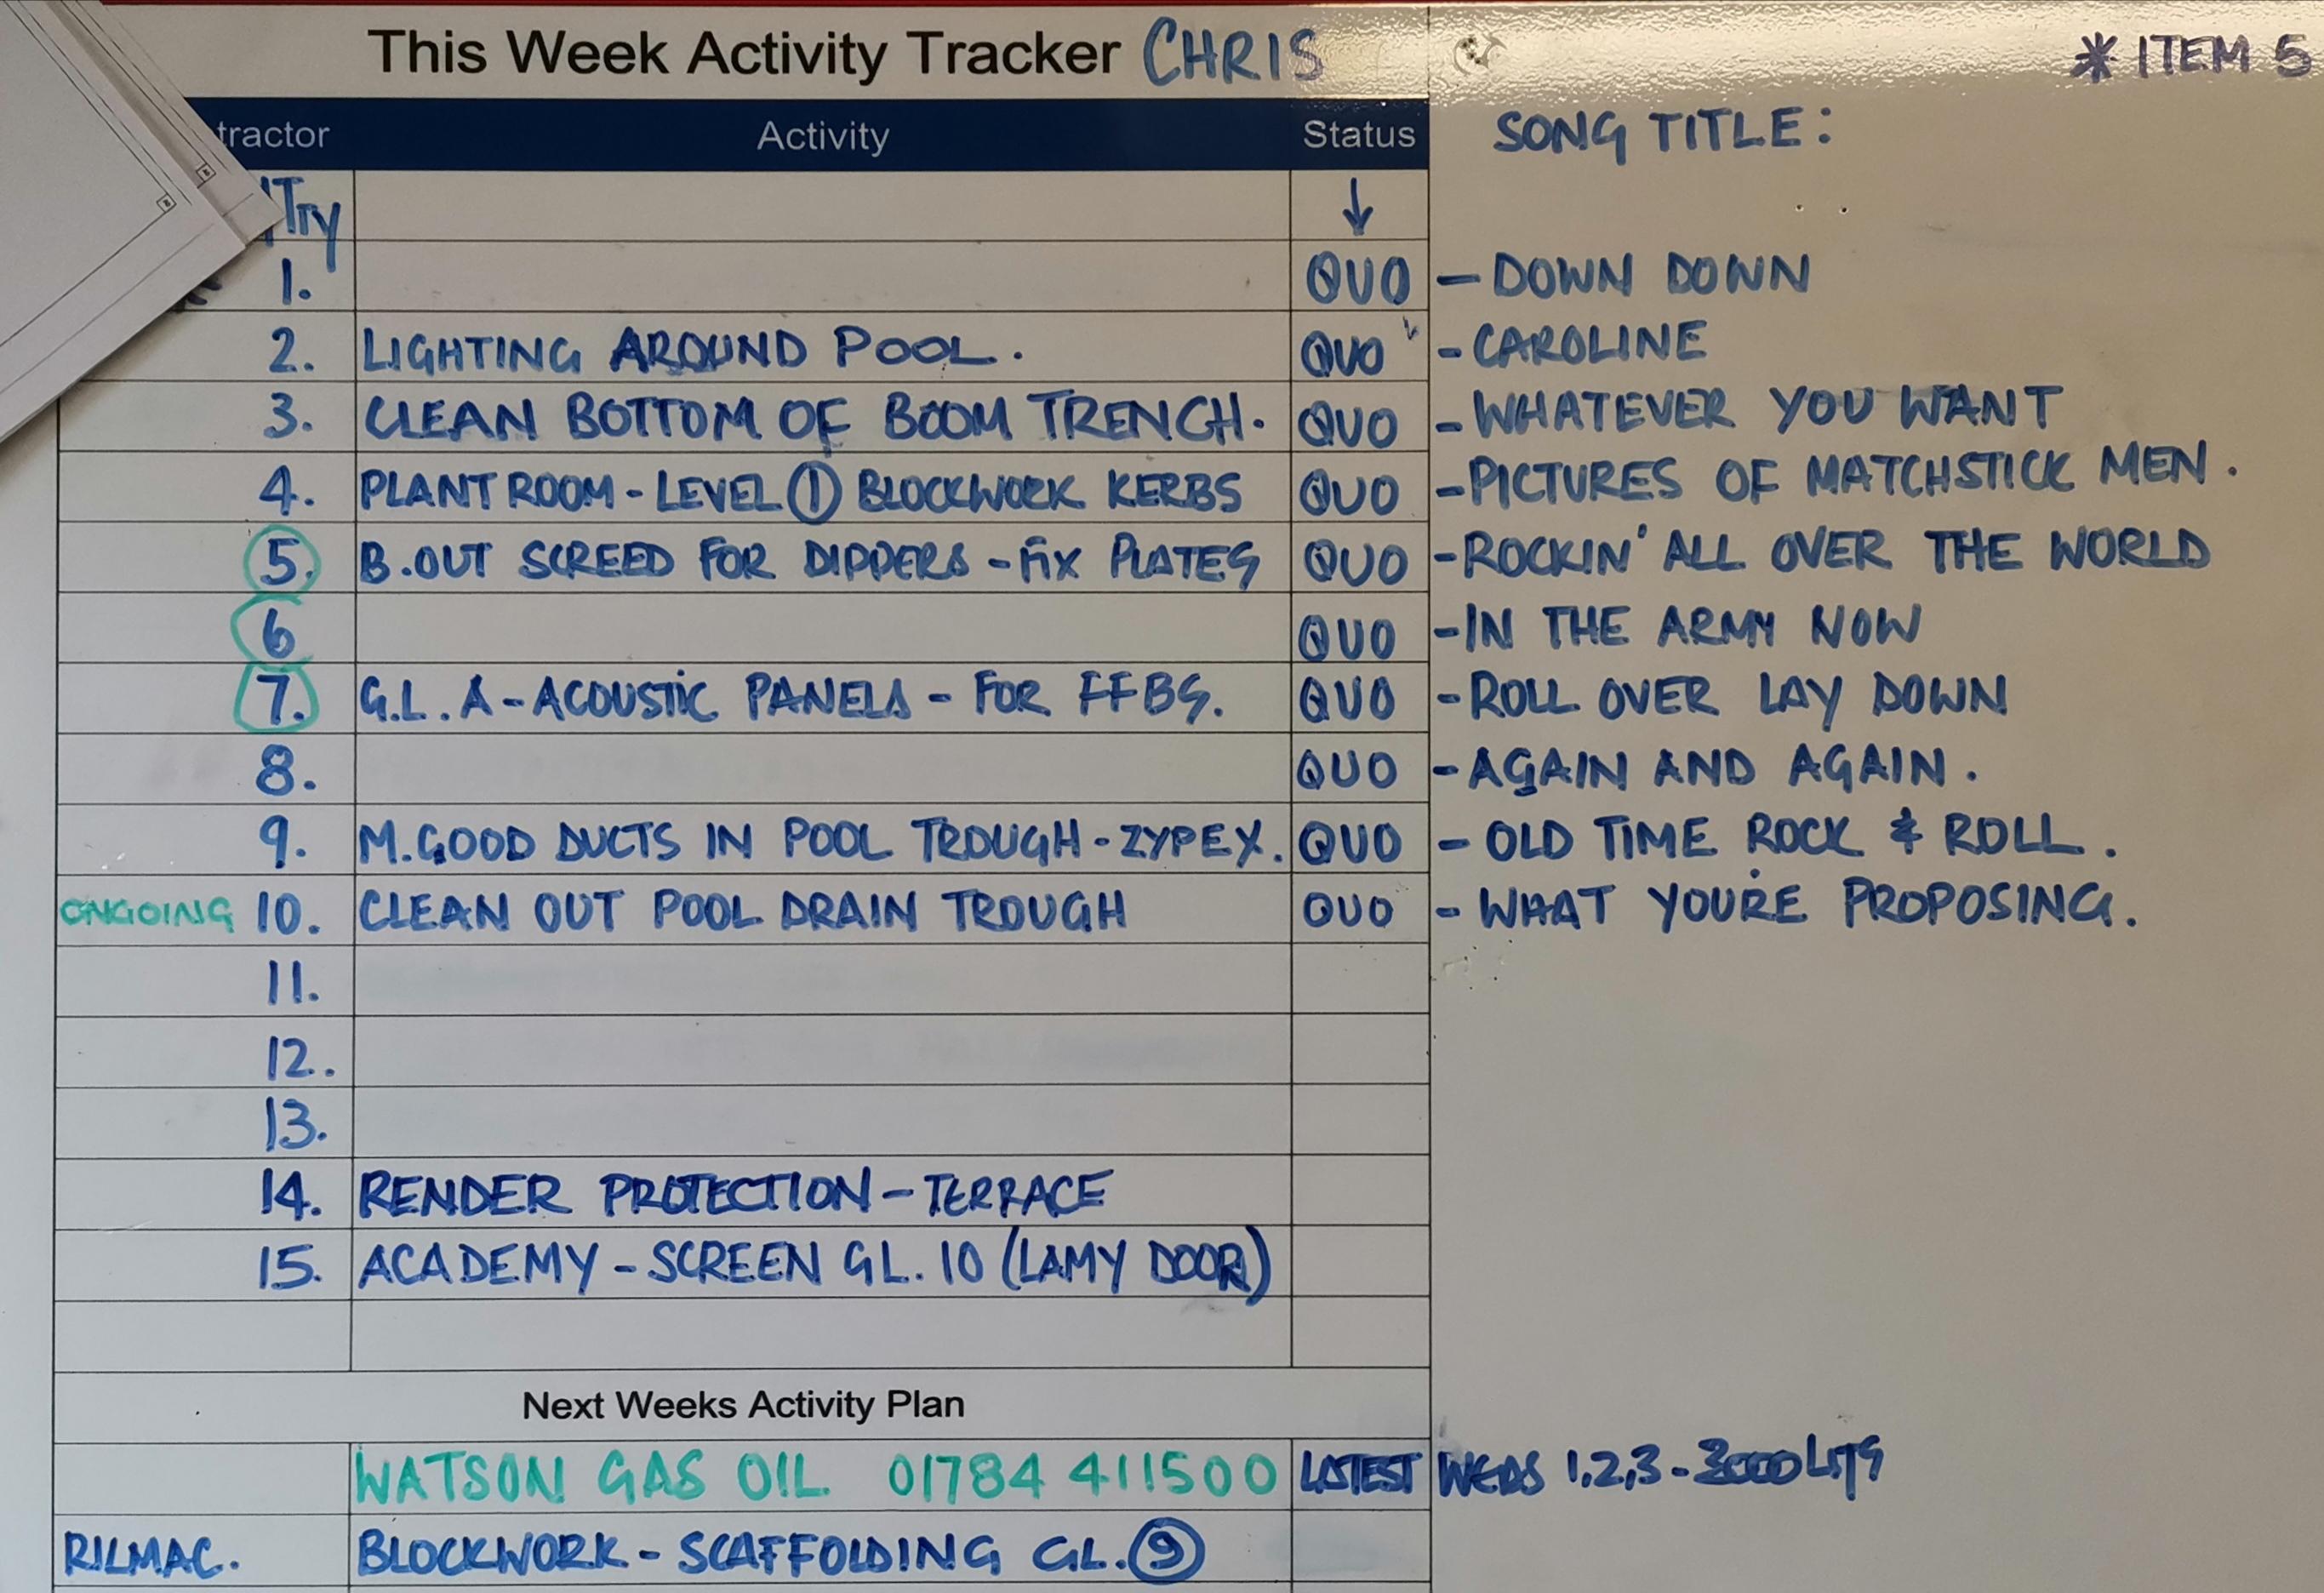 This Week Activity Tracker CHRIS
* ITEM 5
tractor Activity Status
SONG TITLE:
↓
1. QUO - DOWN DOWN
2. LIGHTING AROUND POOL. QUO - CAROLINE
3. CLEAN BOTTOM OF BOOM TRENCH. QUO - WHATEVER YOU WANT
4. PLANT ROOM - LEVEL 1 BLOCKWORK KERBS QUO - PICTURES OF MATCHSTICK MEN.
5. B.OUT SCREED FOR DIPPERS - FIX PLATES QUO - ROCKIN' ALL OVER THE WORLD
6 QUO - IN THE ARMY NOW
7. G.L. A - ACOUSTIC PANELS - FOR FFBS. QUO - ROLL OVER LAY DOWN
8. QUO - AGAIN AND AGAIN.
9. M.GOOD DUCTS IN POOL TROUGH - ZYPEX. QUO - OLD TIME ROCK & ROLL.
ONGOING 10. CLEAN OUT POOL DRAIN TROUGH QUO - WHAT YOU'RE PROPOSING.
11.
12.
13.
14. RENDER PROTECTION - TERRACE
15. ACADEMY - SCREEN GL. 10 (LAMY DOOR)
Next Weeks Activity Plan
WATSON GAS OIL 01784 411500 LATEST WEDS 1,2,3 -
RILMAC. BLOCKWORK - SCAFFOLDING GL. 9